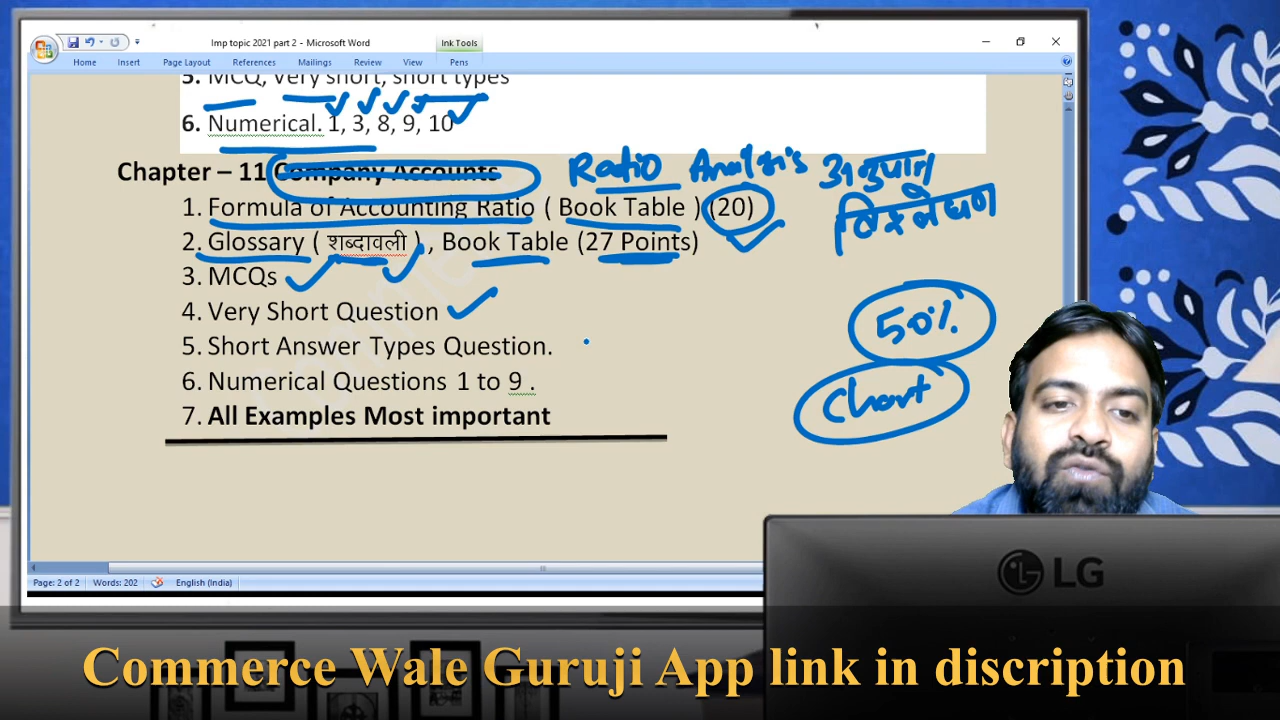 Imp topic 2021 part 2 - Microsoft Word
Ink Tools
Home Insert Page Layout References Mailings Review View Pens
5. MCQ, Very short, short types
6. Numerical. 1, 3, 8, 9, 10
Chapter – 11 Company Accounts Ratio Analysis अनुपात
विश्लेषण
1. Formula of Accounting Ratio ( Book Table ) (20)
2. Glossary ( शब्दावली ) , Book Table (27 Points)
3. MCQs
4. Very Short Question
50%
5. Short Answer Types Question.
6. Numerical Questions 1 to 9 .
Chart
7. All Examples Most important
Page: 2 of 2 Words: 202 English (India)
LG
Commerce Wale Guruji App link in discription